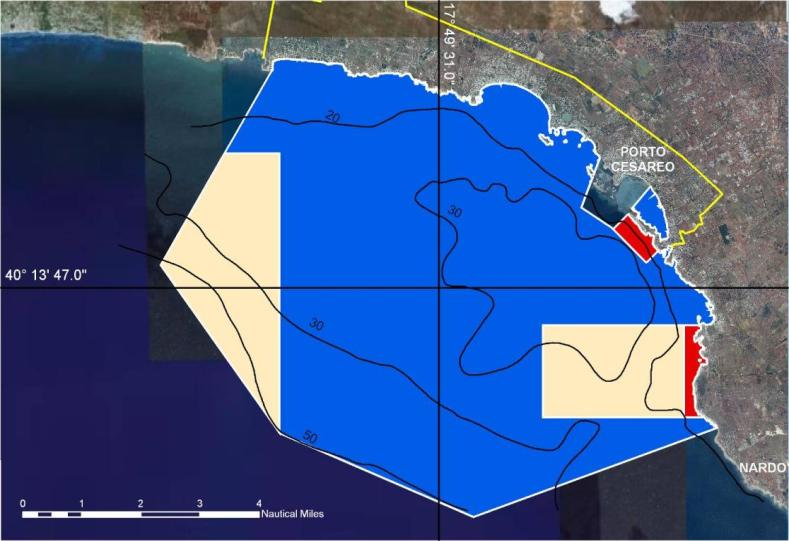 17° 49' 31.0"
20
PORTO
CESAREO
30
40° 13' 47.0"
30
50
NARDO'
0 1 2 3 4
Nautical Miles